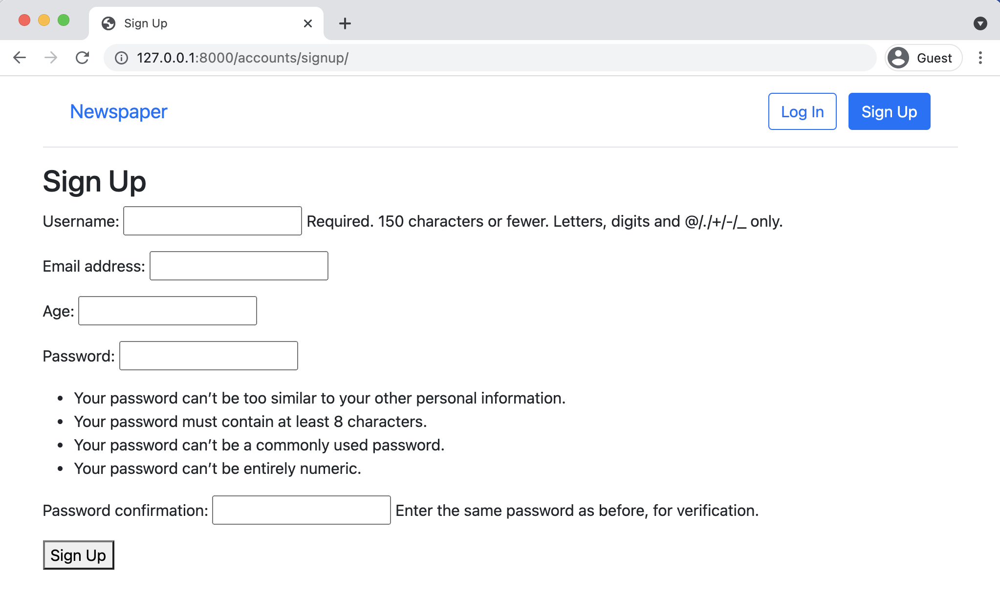 Sign Up
127.0.0.1:8000/accounts/signup/
Guest
Newspaper
Log In
Sign Up
Sign Up
Username: Required. 150 characters or fewer. Letters, digits and @/./+/-/_ only.
Email address:
Age:
Password:
• Your password can’t be too similar to your other personal information.
• Your password must contain at least 8 characters.
• Your password can’t be a commonly used password.
• Your password can’t be entirely numeric.
Password confirmation: Enter the same password as before, for verification.
Sign Up